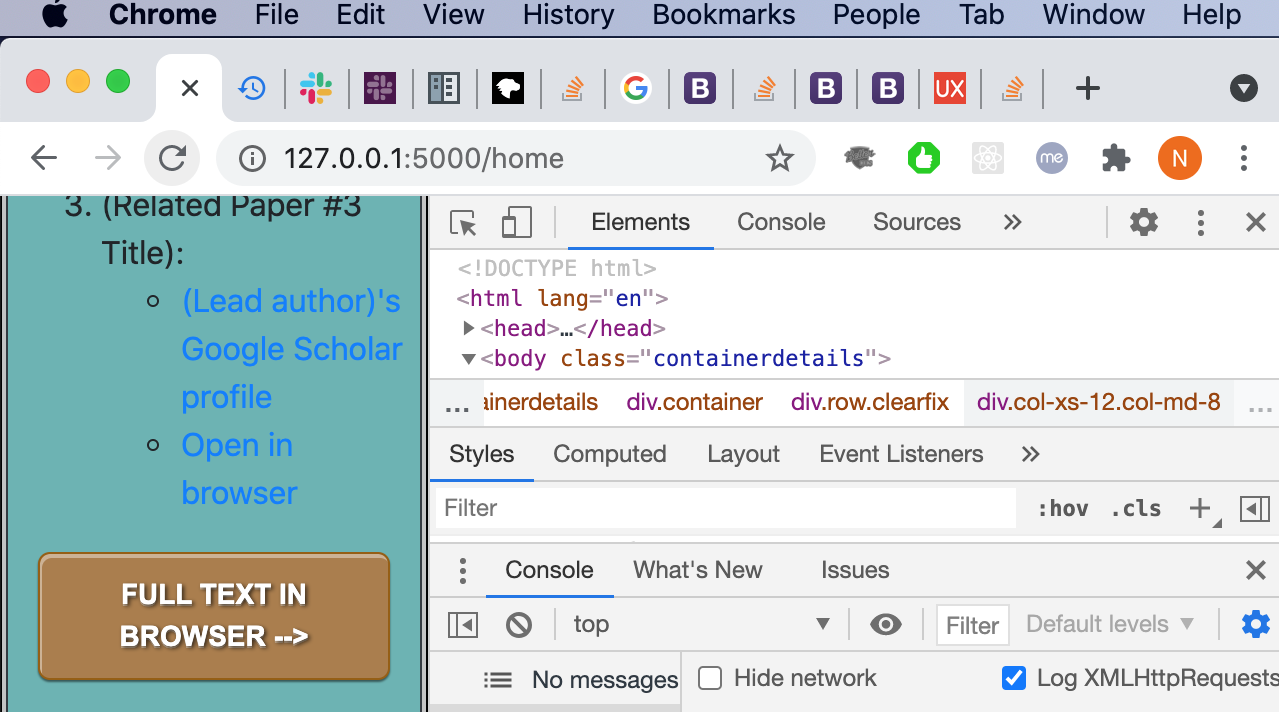 Chrome File Edit View History Bookmarks People Tab Window Help
B B B UX
127.0.0.1:5000/home me N
3. (Related Paper #3
Title):
(Lead author)'s
Google Scholar
profile
Open in
browser
FULL TEXT IN
BROWSER -->
Elements Console Sources »
<!DOCTYPE html>
<html lang="en">
▶<head>…</head>
▼<body class="containerdetails">
... ainerdetails div.container div.row.clearfix div.col-xs-12.col-md-8 ...
Styles Computed Layout Event Listeners »
Filter :hov .cls +
Console What's New Issues
top ▼ Filter Default levels ▼
No messages Hide network Log XMLHttpRequests